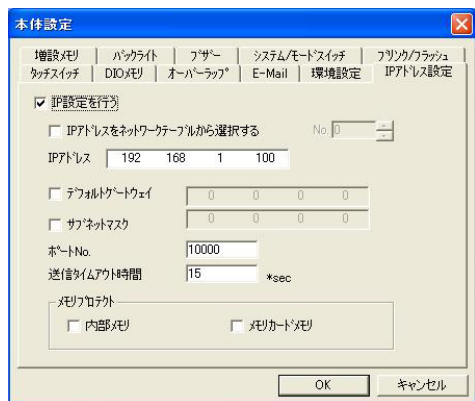 本体設定
増設メモリ バックライト ブザー システム/モードスイッチ ブリンク/フラッシュ
タッチスイッチ DIOメモリ オーバーラップ E-Mail 環境設定 IPアドレス設定
IP設定を行う
IPアドレスをネットワークテーブルから選択する No. 0
IPアドレス 192 168 1 100
デフォルトゲートウェイ 0 0 0 0
サブネットマスク 0 0 0 0
ポートNo. 10000
送信タイムアウト時間 15 *sec
メモリプロテクト
内部メモリ メモリカードメモリ
OK キャンセル